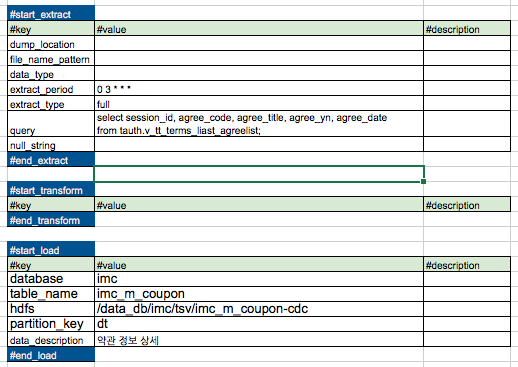 #start_extract
#key #value #description
dump_location
file_name_pattern
data_type
extract_period 0 3 * * *
extract_type full
select session_id, agree_code, agree_title, agree_yn, agree_date
query from tauth.v_tt_terms_liast_agreelist;
null_string
#end_extract
#start_transform
#key #value #description
#end_transform
#start_load
#key #value #description
database imc
table_name imc_m_coupon
hdfs /data_db/imc/tsv/imc_m_coupon-cdc
partition_key dt
data_description 약관 정보 상세
#end_load